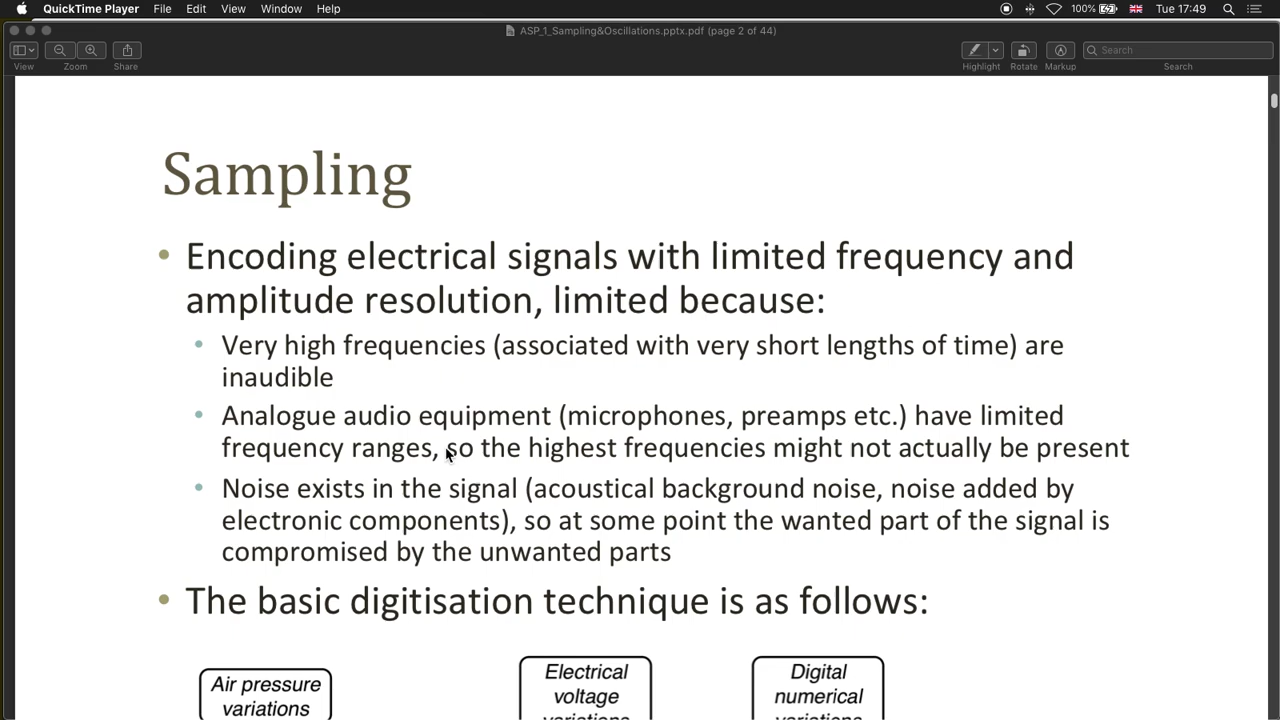 QuickTime Player File Edit View Window Help 100% Tue 17:49
ASP_1_Sampling&Oscillations.pptx.pdf (page 2 of 44)
Search
View Zoom Share Highlight Rotate Markup Search
Sampling
• Encoding electrical signals with limited frequency and
amplitude resolution, limited because:
• Very high frequencies (associated with very short lengths of time) are
inaudible
• Analogue audio equipment (microphones, preamps etc.) have limited
frequency ranges, so the highest frequencies might not actually be present
• Noise exists in the signal (acoustical background noise, noise added by
electronic components), so at some point the wanted part of the signal is
compromised by the unwanted parts
• The basic digitisation technique is as follows:
Air pressure
variations
Electrical
voltage
variations
Digital
numerical
variations